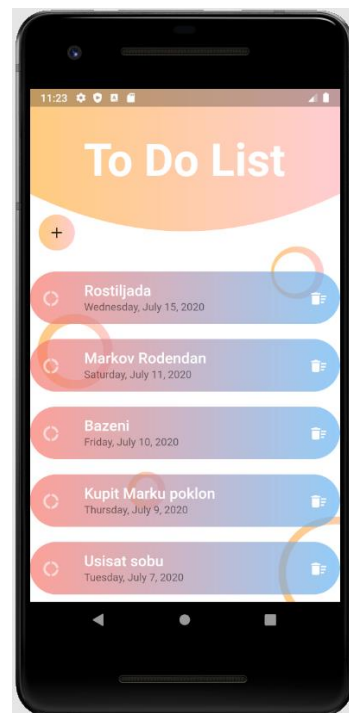 11:23
To Do List
+
Rostiljada
Wednesday, July 15, 2020
Markov Rodendan
Saturday, July 11, 2020
Bazeni
Friday, July 10, 2020
Kupit Marku poklon
Thursday, July 9, 2020
Usisat sobu
Tuesday, July 7, 2020